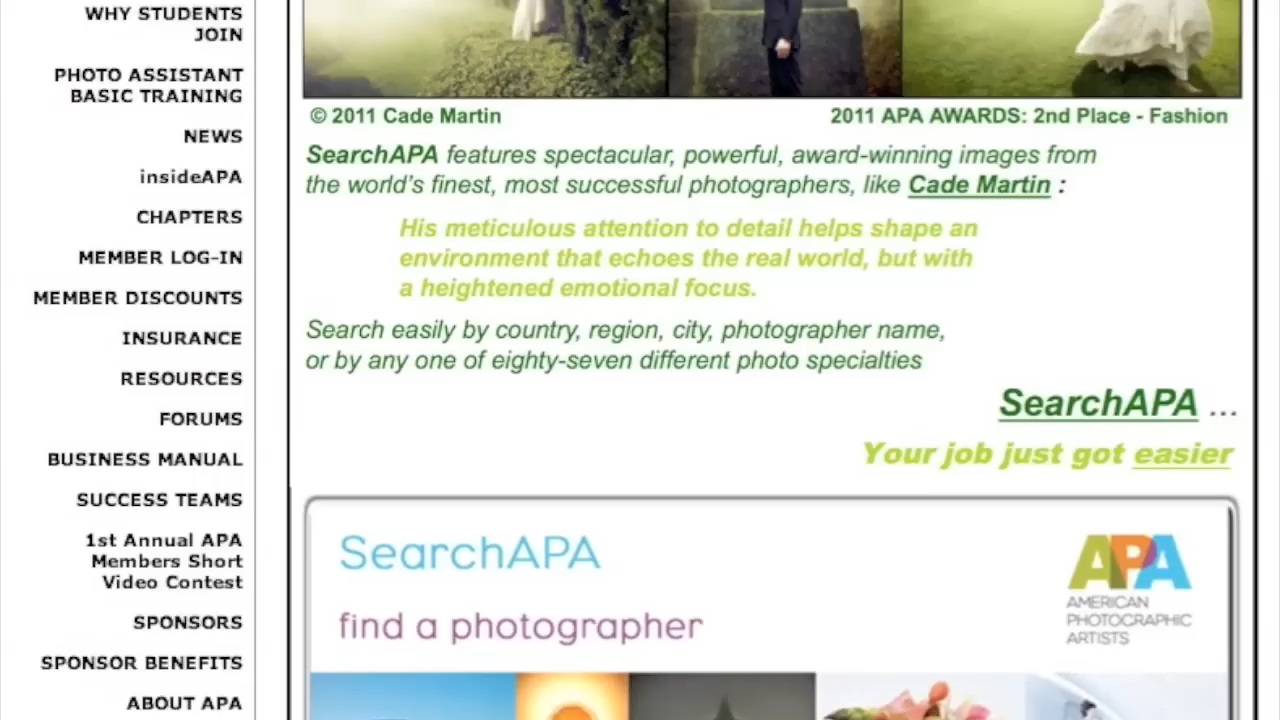 WHY STUDENTS
JOIN
PHOTO ASSISTANT
BASIC TRAINING
NEWS
insideAPA
CHAPTERS
MEMBER LOG-IN
MEMBER DISCOUNTS
INSURANCE
RESOURCES
FORUMS
BUSINESS MANUAL
SUCCESS TEAMS
1st Annual APA
Members Short
Video Contest
SPONSORS
SPONSOR BENEFITS
ABOUT APA
© 2011 Cade Martin 2011 APA AWARDS: 2nd Place - Fashion
SearchAPA features spectacular, powerful, award-winning images from
the world's finest, most successful photographers, like Cade Martin :
His meticulous attention to detail helps shape an
environment that echoes the real world, but with
a heightened emotional focus.
Search easily by country, region, city, photographer name,
or by any one of eighty-seven different photo specialties
SearchAPA ...
Your job just got easier
SearchAPA
find a photographer
APA
AMERICAN
PHOTOGRAPHIC
ARTISTS